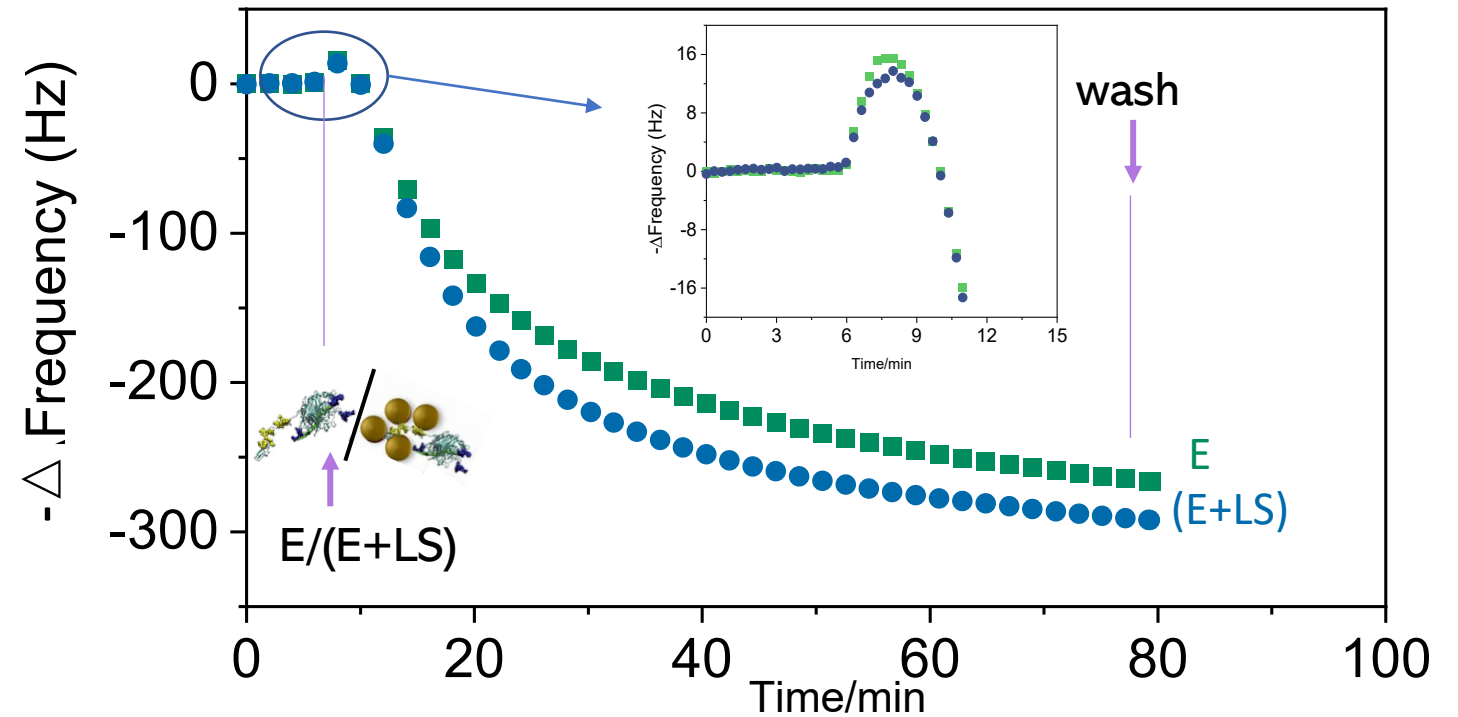 -△Frequency (Hz)
0
-100
-200
-300
0
20
40
60
80
100
Time/min
-ΔFrequency (Hz)
16
8
0
-8
-16
0
3
6
9
12
15
Time/min
wash
E
(E+LS)
E/(E+LS)